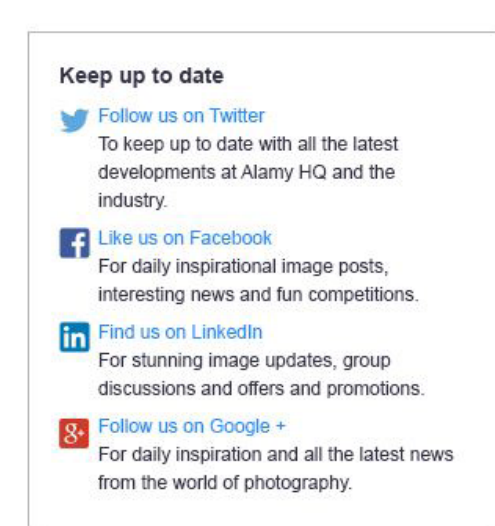 Keep up to date
Follow us on Twitter
To keep up to date with all the latest
developments at Alamy HQ and the
industry.
f
Like us on Facebook
For daily inspirational image posts,
interesting news and fun competitions.
in
Find us on LinkedIn
For stunning image updates, group
discussions and offers and promotions.
g+
Follow us on Google +
For daily inspiration and all the latest news
from the world of photography.